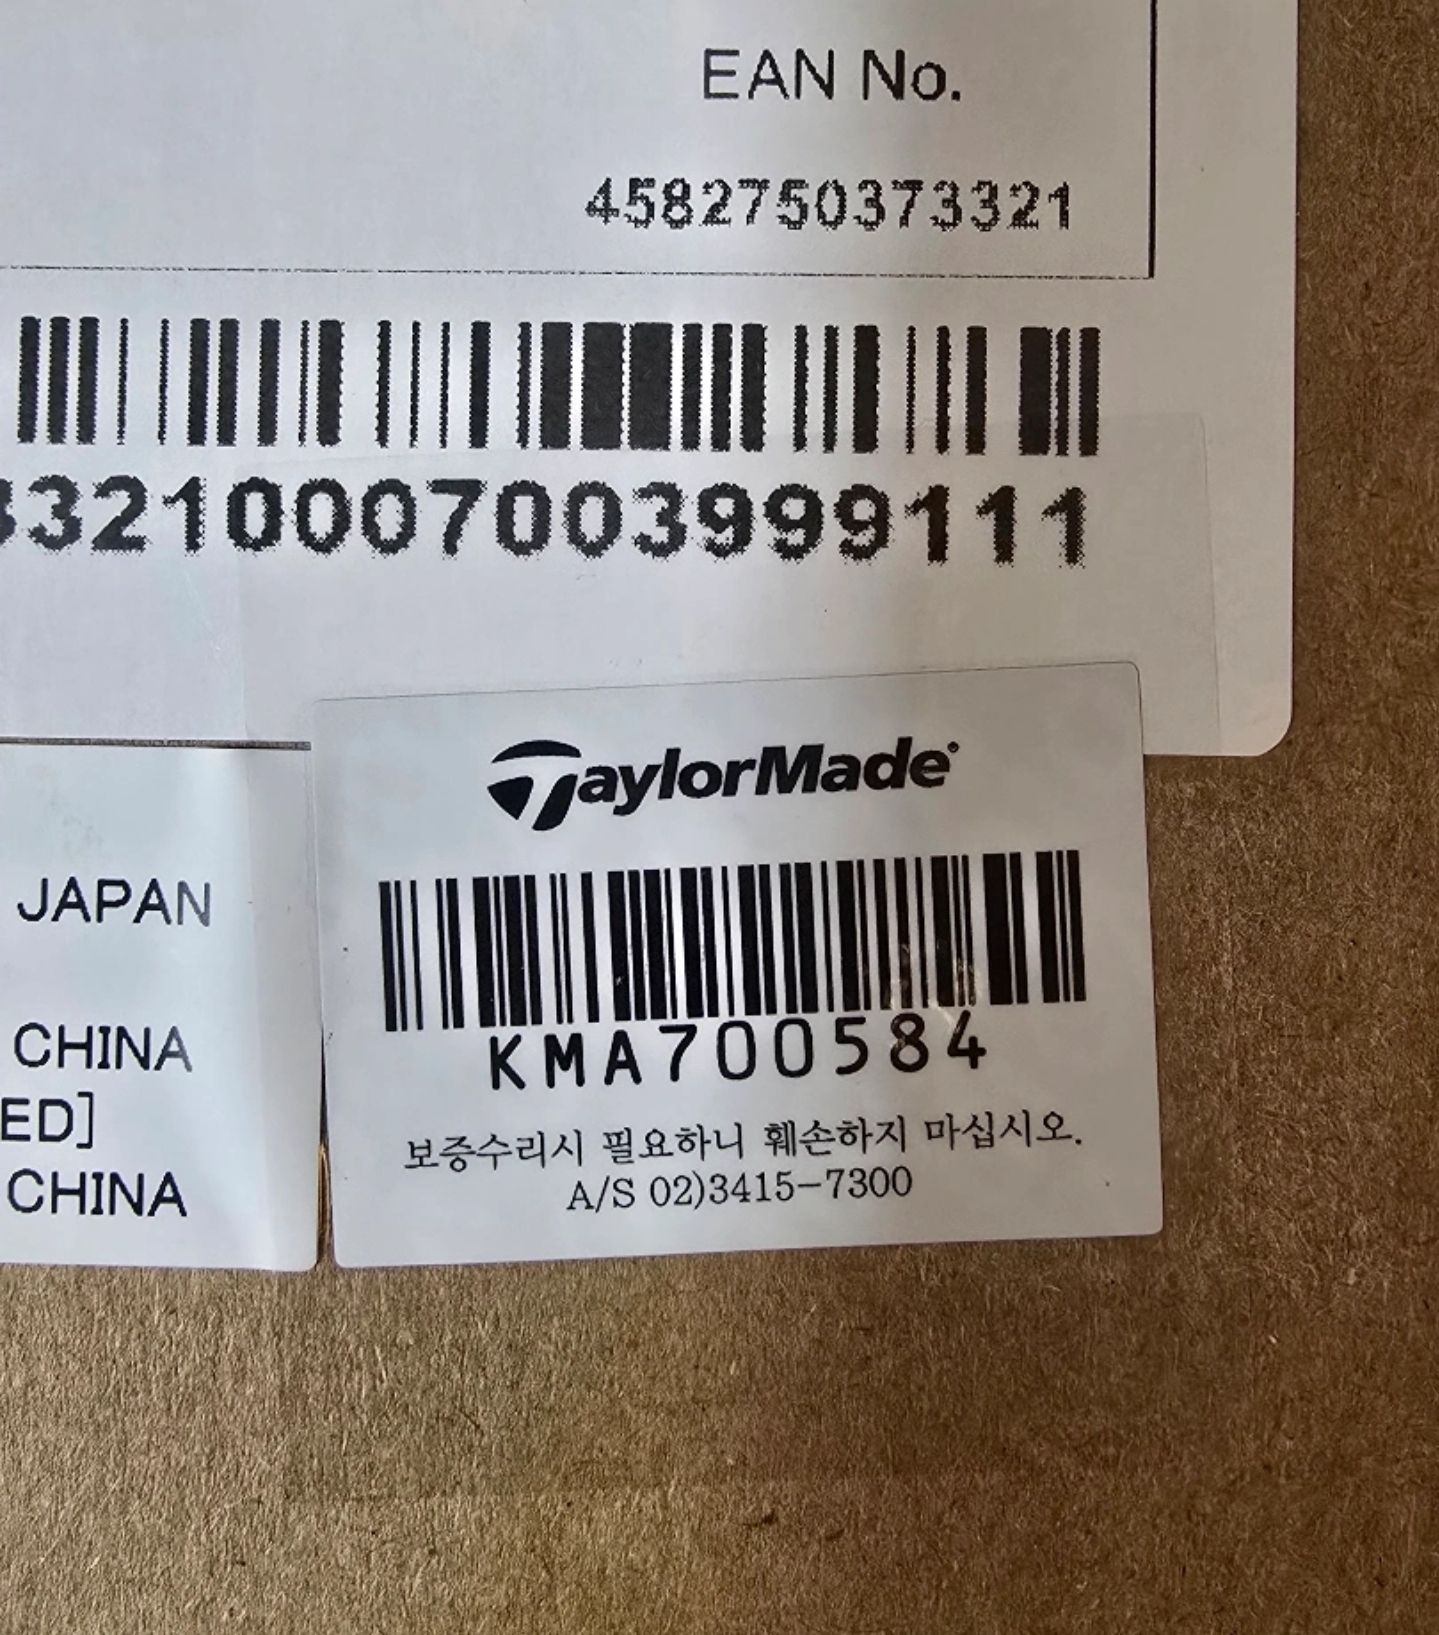 EAN No.
4582750373321
3210007003999111
TaylorMade®
JAPAN
KMA700584
CHINA
ED]
보증수리시 필요하니 훼손하지 마십시오.
CHINA
A/S 02)3415-7300